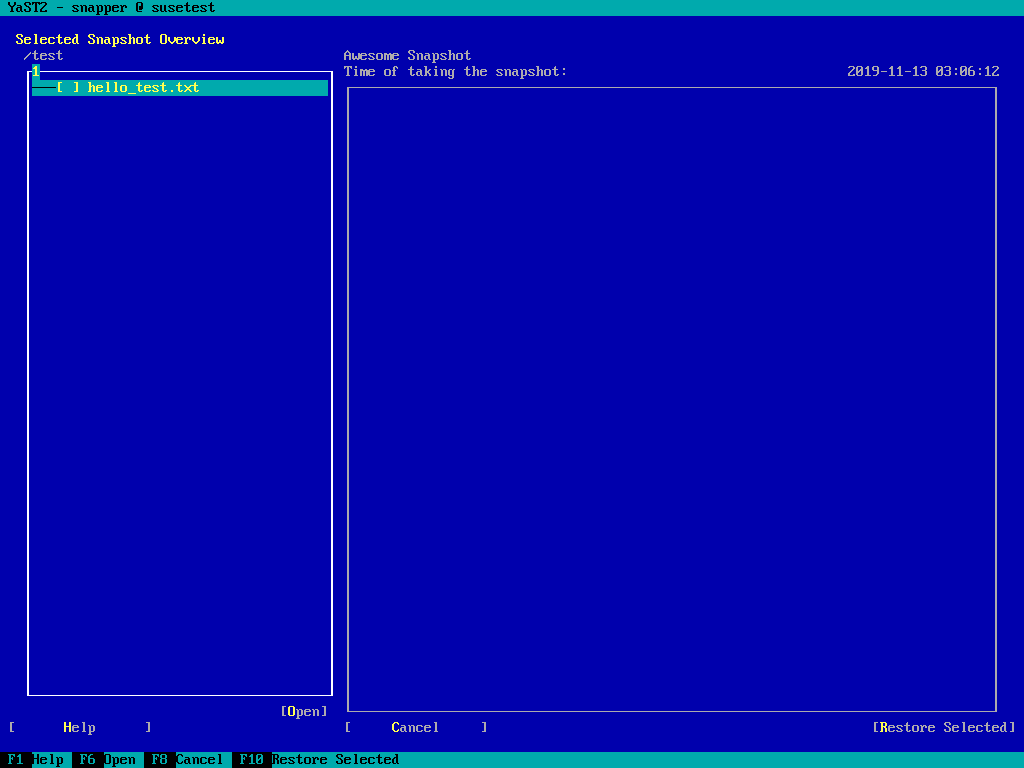 YaST2 - snapper @ susetest
Selected Snapshot Overview
/test
1
[ ] hello_test.txt
Awesome Snapshot
Time of taking the snapshot: 2019-11-13 03:06:12
[Open]
[ Help ] [ Cancel ] [Restore Selected]
F1 Help F6 Open F8 Cancel F10 Restore Selected